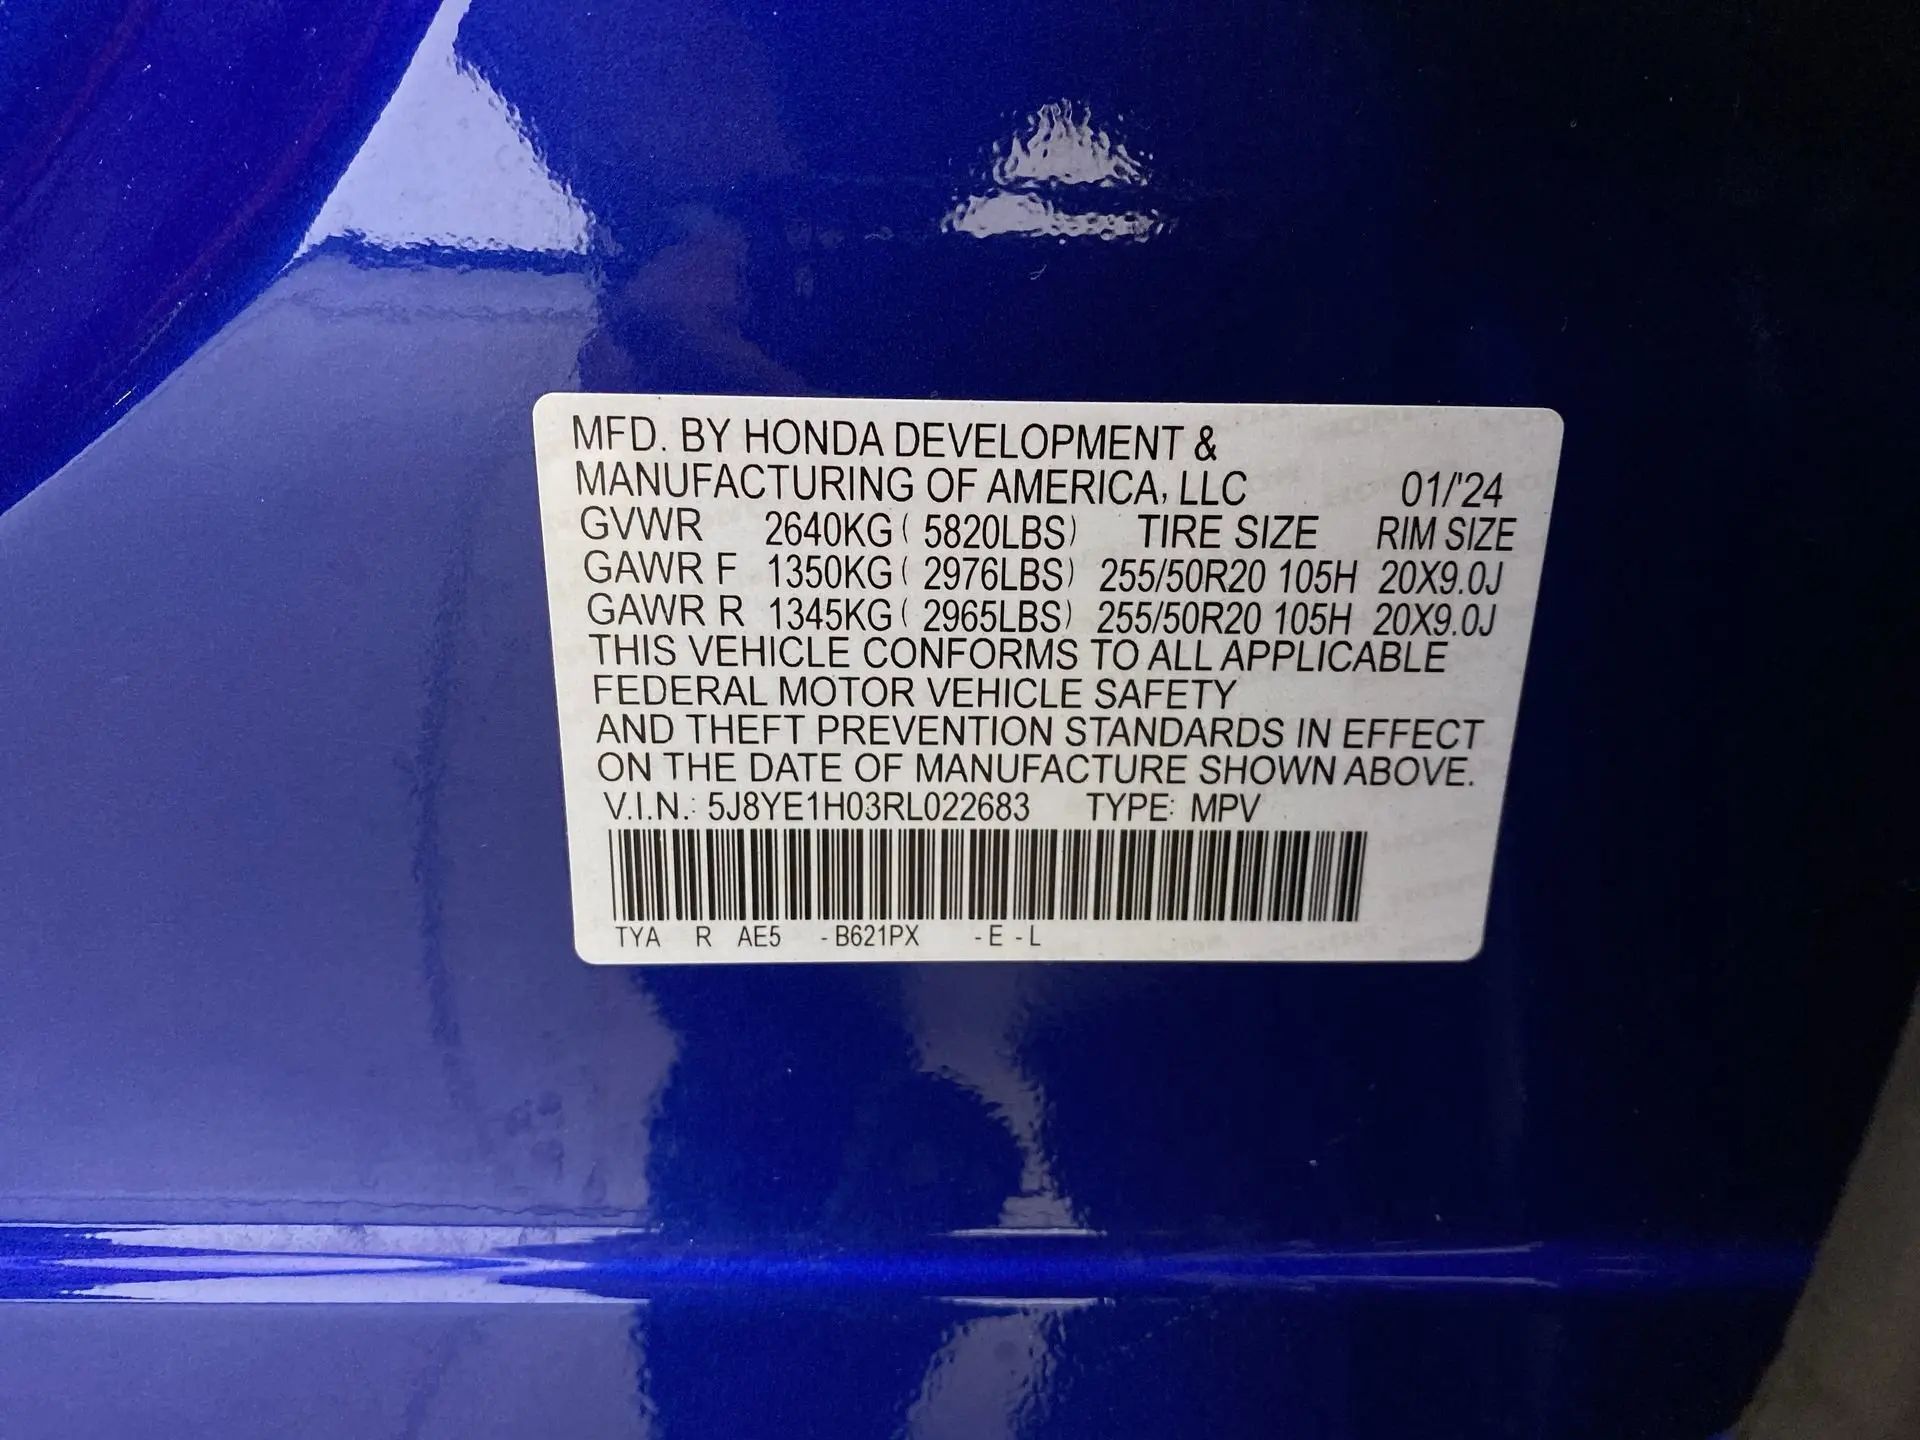 MFD. BY HONDA DEVELOPMENT &
MANUFACTURING OF AMERICA, LLC 01/'24
GVWR 2640KG ( 5820LBS) TIRE SIZE RIM SIZE
GAWR F 1350KG ( 2976LBS) 255/50R20 105H 20X9.0J
GAWR R 1345KG ( 2965LBS) 255/50R20 105H 20X9.0J
THIS VEHICLE CONFORMS TO ALL APPLICABLE
FEDERAL MOTOR VEHICLE SAFETY
AND THEFT PREVENTION STANDARDS IN EFFECT
ON THE DATE OF MANUFACTURE SHOWN ABOVE.
V.I.N.: 5J8YE1H03RL022683 TYPE: MPV
TYA R AE5 - B621PX - E - L